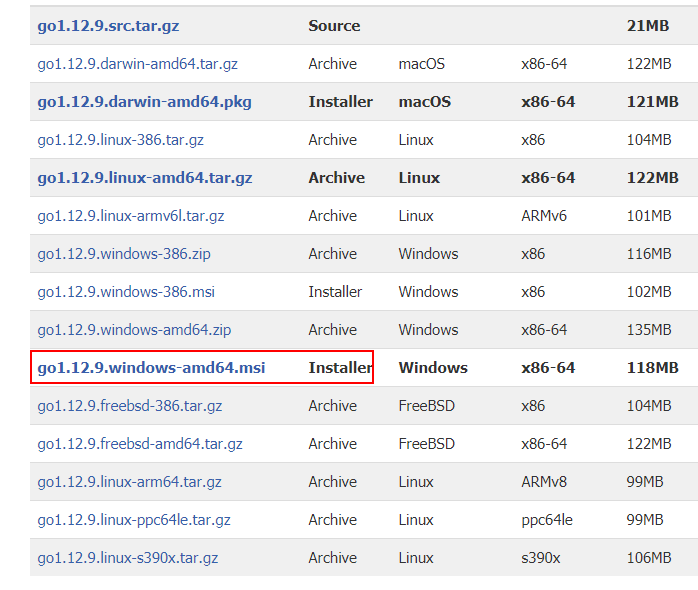 go1.12.9.src.tar.gz Source 21MB
go1.12.9.darwin-amd64.tar.gz Archive macOS x86-64 122MB
go1.12.9.darwin-amd64.pkg Installer macOS x86-64 121MB
go1.12.9.linux-386.tar.gz Archive Linux x86 104MB
go1.12.9.linux-amd64.tar.gz Archive Linux x86-64 122MB
go1.12.9.linux-armv6l.tar.gz Archive Linux ARMv6 101MB
go1.12.9.windows-386.zip Archive Windows x86 116MB
go1.12.9.windows-386.msi Installer Windows x86 102MB
go1.12.9.windows-amd64.zip Archive Windows x86-64 135MB
go1.12.9.windows-amd64.msi Installer Windows x86-64 118MB
go1.12.9.freebsd-386.tar.gz Archive FreeBSD x86 104MB
go1.12.9.freebsd-amd64.tar.gz Archive FreeBSD x86-64 122MB
go1.12.9.linux-arm64.tar.gz Archive Linux ARMv8 99MB
go1.12.9.linux-ppc64le.tar.gz Archive Linux ppc64le 99MB
go1.12.9.linux-s390x.tar.gz Archive Linux s390x 106MB